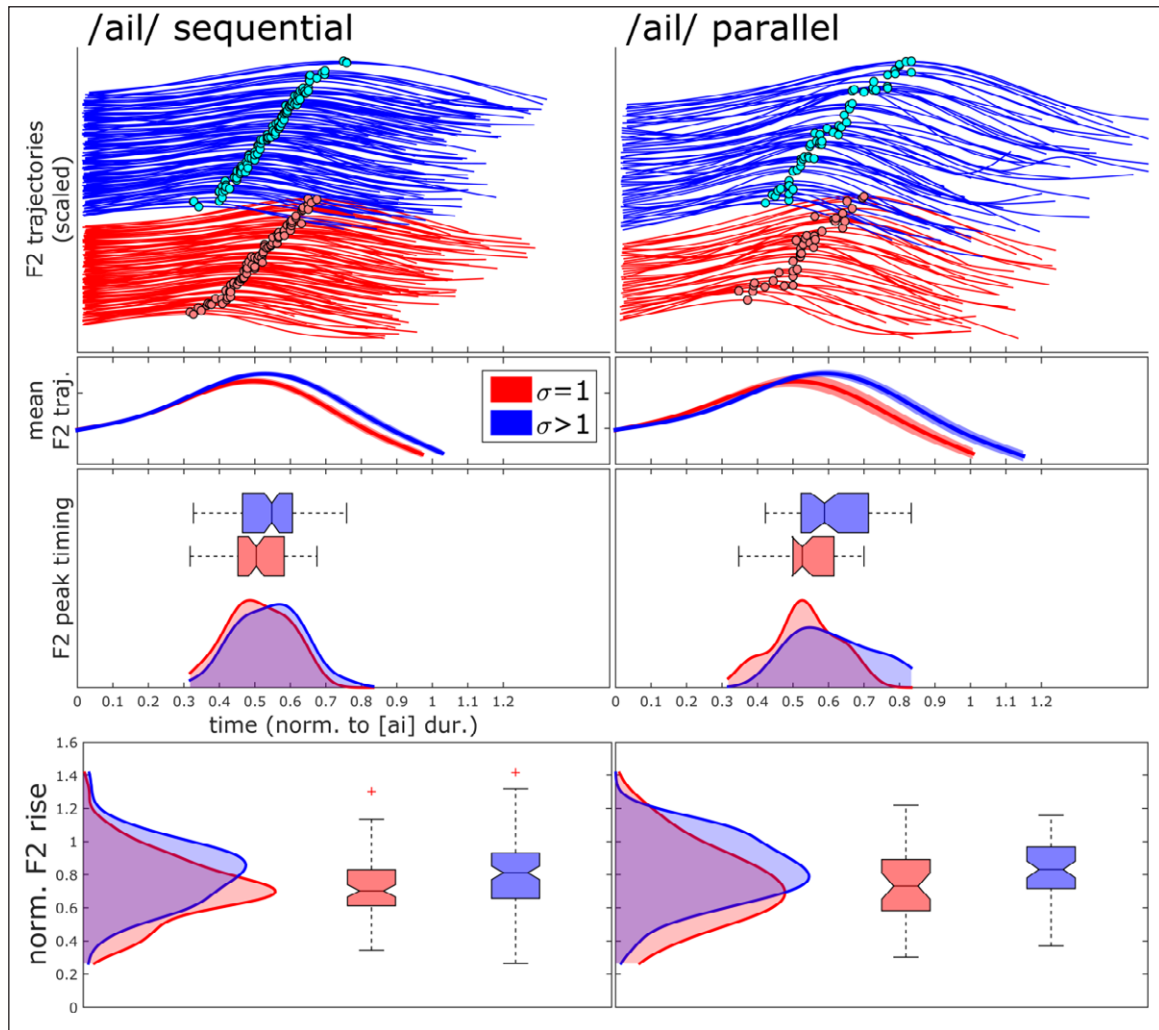 /ail/ sequential
/ail/ parallel
F2 trajectories
(scaled)
mean
F2 traj.
σ=1
σ>1
F2 peak timing
0 0.1 0.2 0.3 0.4 0.5 0.6 0.7 0.8 0.9 1 1.1 1.2
0 0.1 0.2 0.3 0.4 0.5 0.6 0.7 0.8 0.9 1 1.1 1.2
time (norm. to [ai] dur.)
norm. F2 rise
1.6
1.4
1.2
1
0.8
0.6
0.4
0.2
0